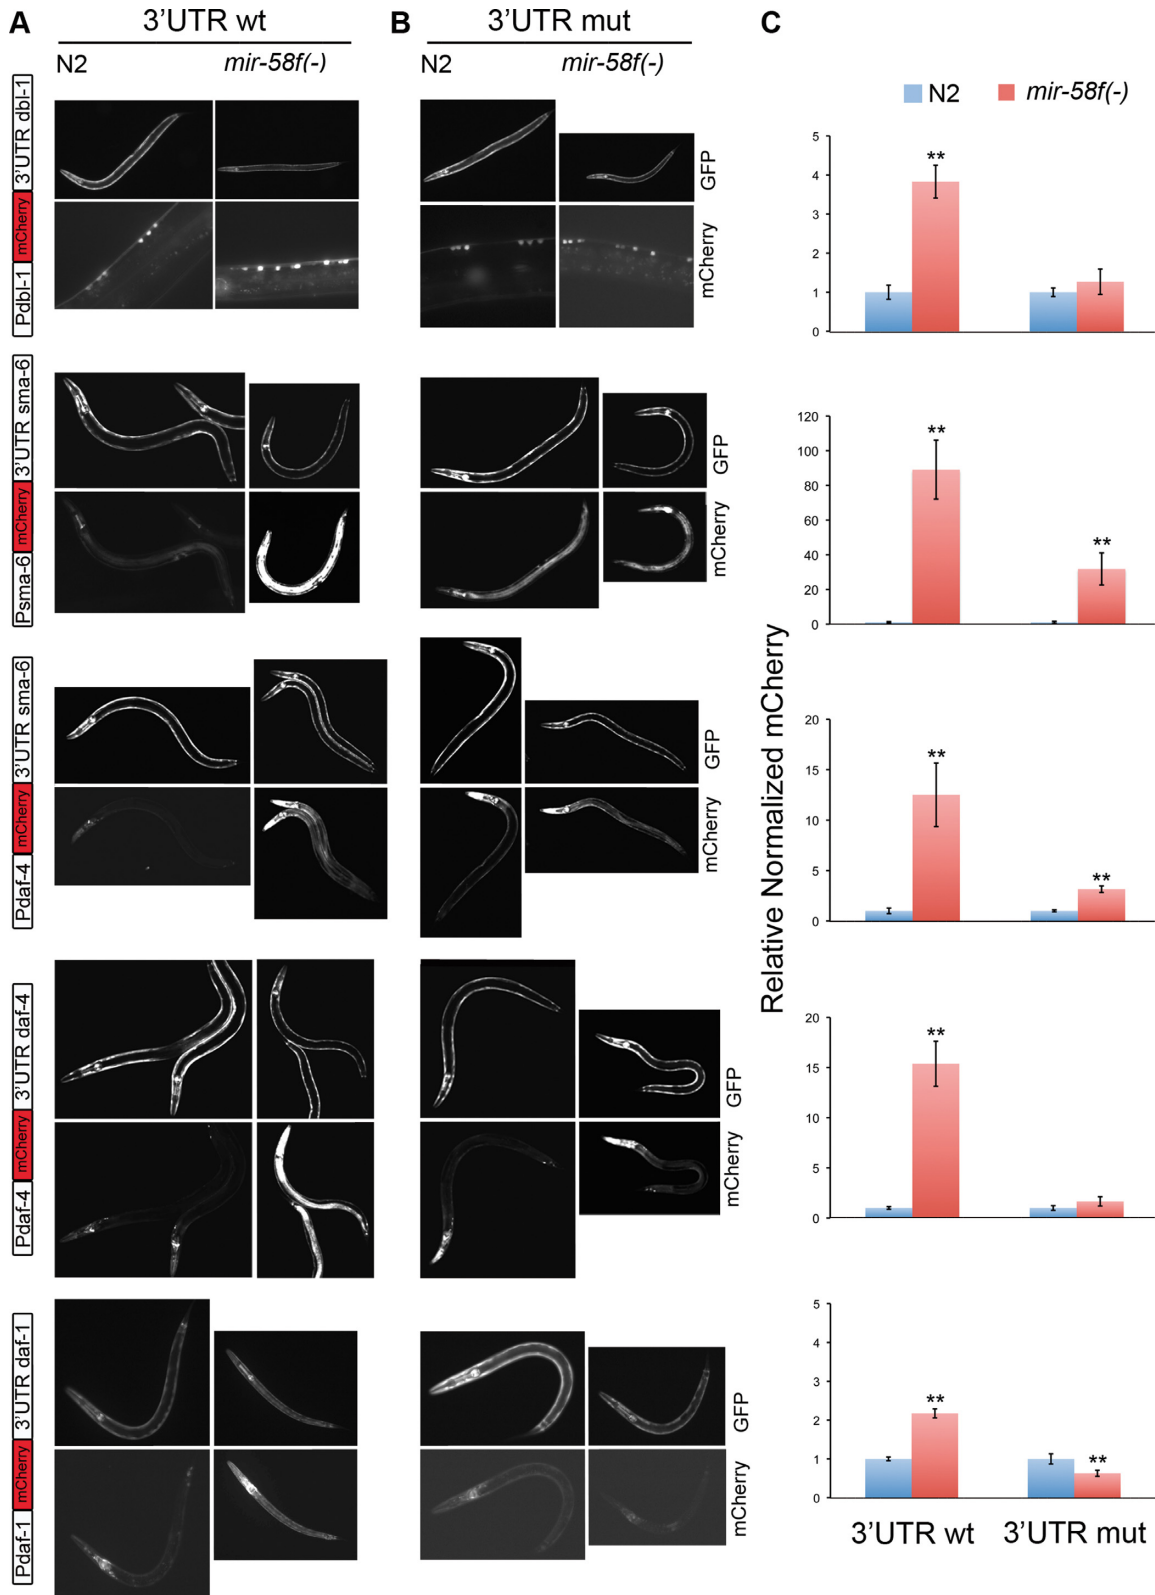 A
3'UTR wt
N2
mir-58f(-)
B
3'UTR mut
N2
mir-58f(-)
C
N2
mir-58f(-)
Pdbl-1 mCherry 3'UTR dbl-1
GFP
mCherry
5
4
3
2
1
0
**
Psma-6 mCherry 3'UTR sma-6
GFP
mCherry
120
100
80
60
40
20
0
**
**
Pdaf-4 mCherry 3'UTR sma-6
GFP
mCherry
Relative Normalized mCherry
20
15
10
5
0
**
**
Pdaf-4 mCherry 3'UTR daf-4
GFP
mCherry
20
15
10
5
0
**
Pdaf-1 mCherry 3'UTR daf-1
GFP
mCherry
5
4
3
2
1
0
**
**
3'UTR wt
3'UTR mut